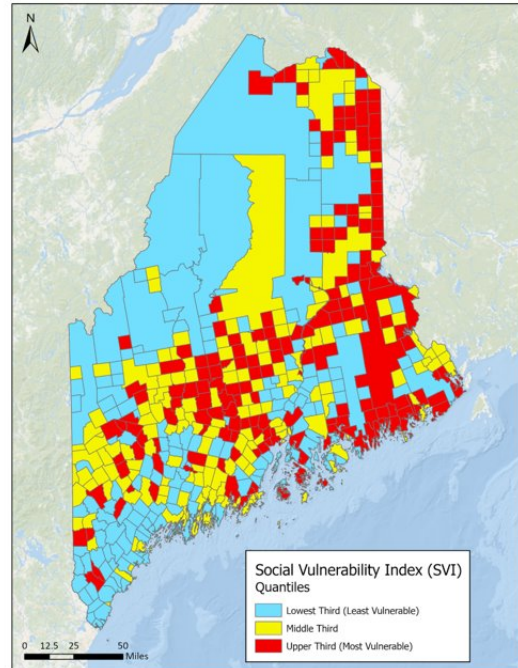 N
Social Vulnerability Index (SVI)
Quantiles
Lowest Third (Least Vulnerable)
Middle Third
Upper Third (Most Vulnerable)
0 12.5 25 50
Miles